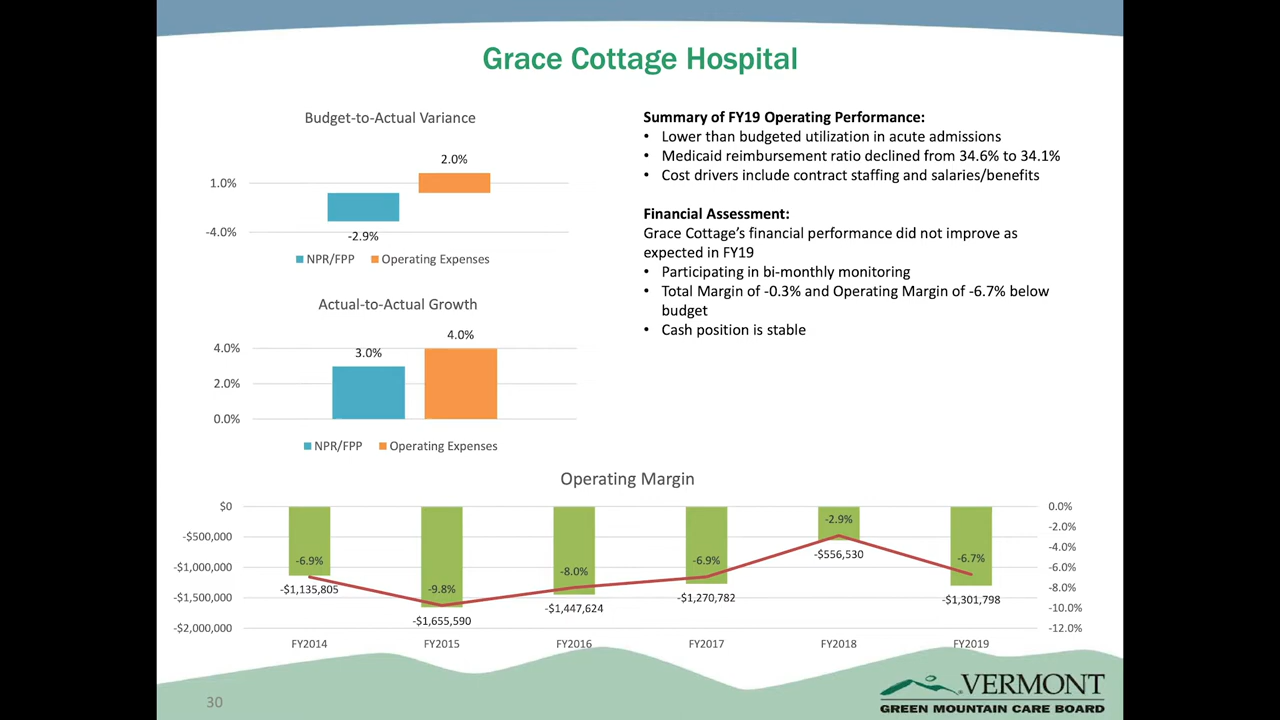 Grace Cottage Hospital
Budget-to-Actual Variance
2.0%
1.0%
-4.0%
-2.9%
NPR/FPP Operating Expenses
Actual-to-Actual Growth
4.0%
4.0%
3.0%
2.0%
0.0%
NPR/FPP Operating Expenses
Summary of FY19 Operating Performance:
• Lower than budgeted utilization in acute admissions
• Medicaid reimbursement ratio declined from 34.6% to 34.1%
• Cost drivers include contract staffing and salaries/benefits
Financial Assessment:
Grace Cottage’s financial performance did not improve as
expected in FY19
• Participating in bi-monthly monitoring
• Total Margin of -0.3% and Operating Margin of -6.7% below
budget
• Cash position is stable
Operating Margin
$0
-$500,000
-$1,000,000
-$1,500,000
-$2,000,000
-6.9%
-9.8%
-8.0%
-6.9%
-2.9%
-6.7%
-$1,135,805
-$1,655,590
-$1,447,624
-$1,270,782
-$556,530
-$1,301,798
0.0%
-2.0%
-4.0%
-6.0%
-8.0%
-10.0%
-12.0%
FY2014 FY2015 FY2016 FY2017 FY2018 FY2019
30
VERMONT
GREEN MOUNTAIN CARE BOARD